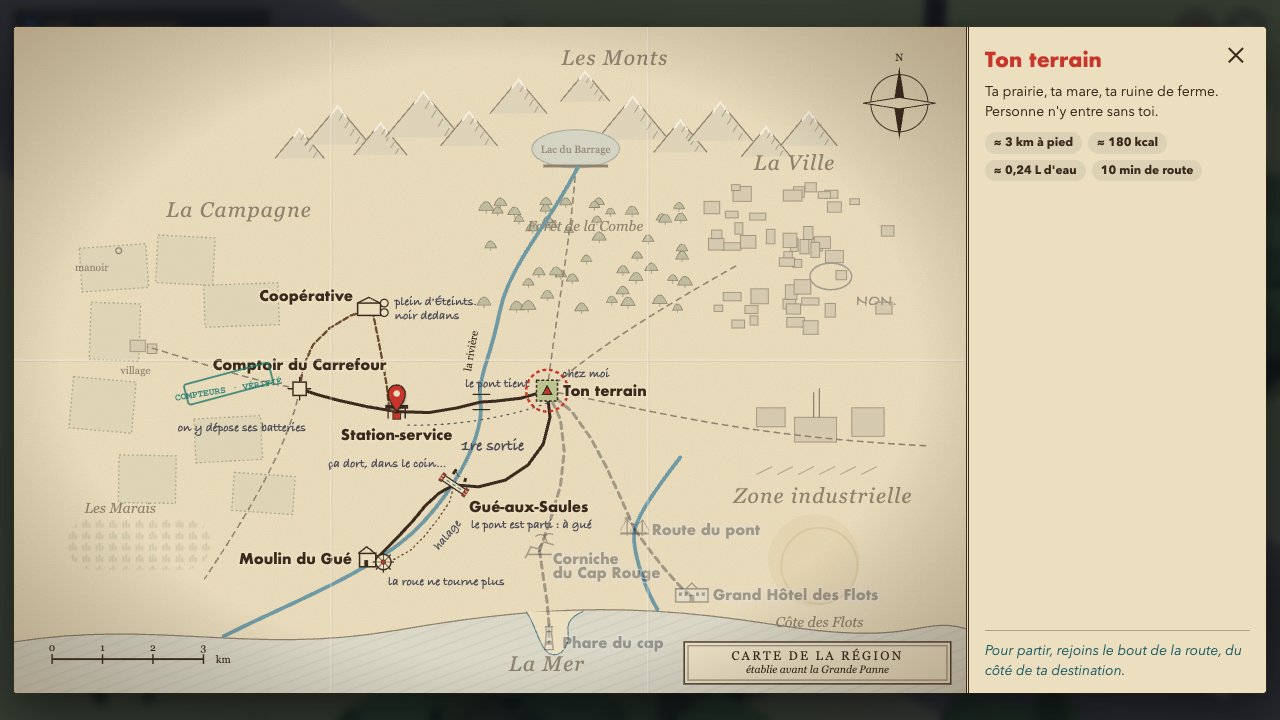 Les Monts
N
Lac du Barrage
La Ville
La Campagne
Forêt de la Combe
manoir
Coopérative
plein d'Éteints.
noir dedans
NON.
la rivière
village
Comptoir du Carrefour
COMPTEURS · VÉRIFIÉ
le pont tient
chez moi
Ton terrain
on y dépose ses batteries
Station-service
1re sortie
ça dort, dans le coin...
Les Marais
Gué-aux-Saules
le pont est parti : à gué
Zone industrielle
halage
Route du pont
Moulin du Gué
la roue ne tourne plus
Corniche
du Cap Rouge
Grand Hôtel des Flots
Côte des Flots
Phare du cap
La Mer
0 1 2 3 km
CARTE DE LA RÉGION
établie avant la Grande Panne
Ton terrain
Ta prairie, ta mare, ta ruine de ferme.
Personne n'y entre sans toi.
≈ 3 km à pied
≈ 180 kcal
≈ 0,24 L d'eau
10 min de route
Pour partir, rejoins le bout de la route, du
côté de ta destination.